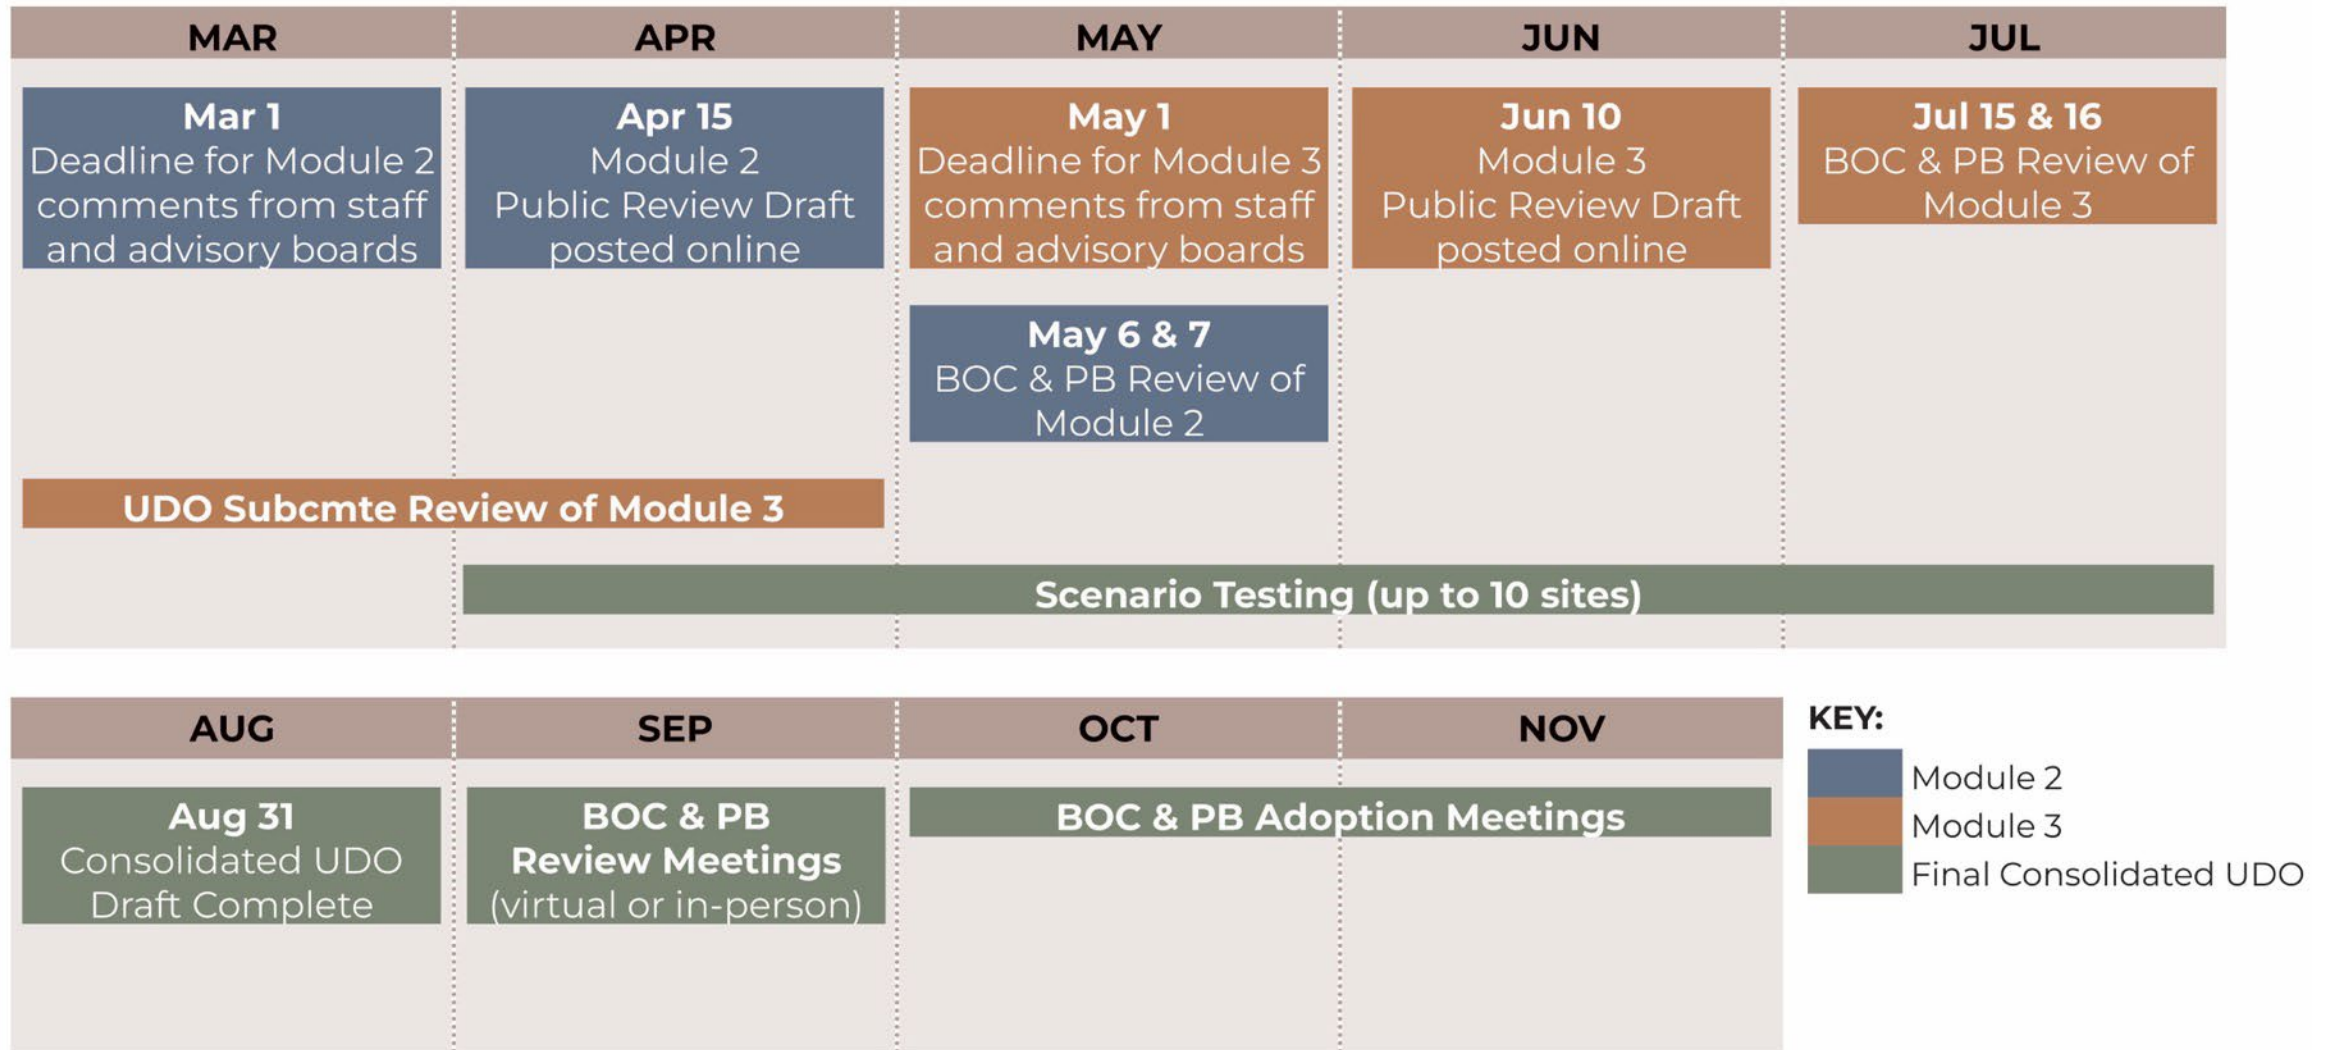 MAR
APR
MAY
JUN
JUL
Mar 1
Deadline for Module 2
comments from staff
and advisory boards
Apr 15
Module 2
Public Review Draft
posted online
May 1
Deadline for Module 3
comments from staff
and advisory boards
Jun 10
Module 3
Public Review Draft
posted online
Jul 15 & 16
BOC & PB Review of
Module 3
May 6 & 7
BOC & PB Review of
Module 2
UDO Subcmte Review of Module 3
Scenario Testing (up to 10 sites)
AUG
SEP
OCT
NOV
Aug 31
Consolidated UDO
Draft Complete
BOC & PB
Review Meetings
(virtual or in-person)
BOC & PB Adoption Meetings
KEY:
Module 2
Module 3
Final Consolidated UDO